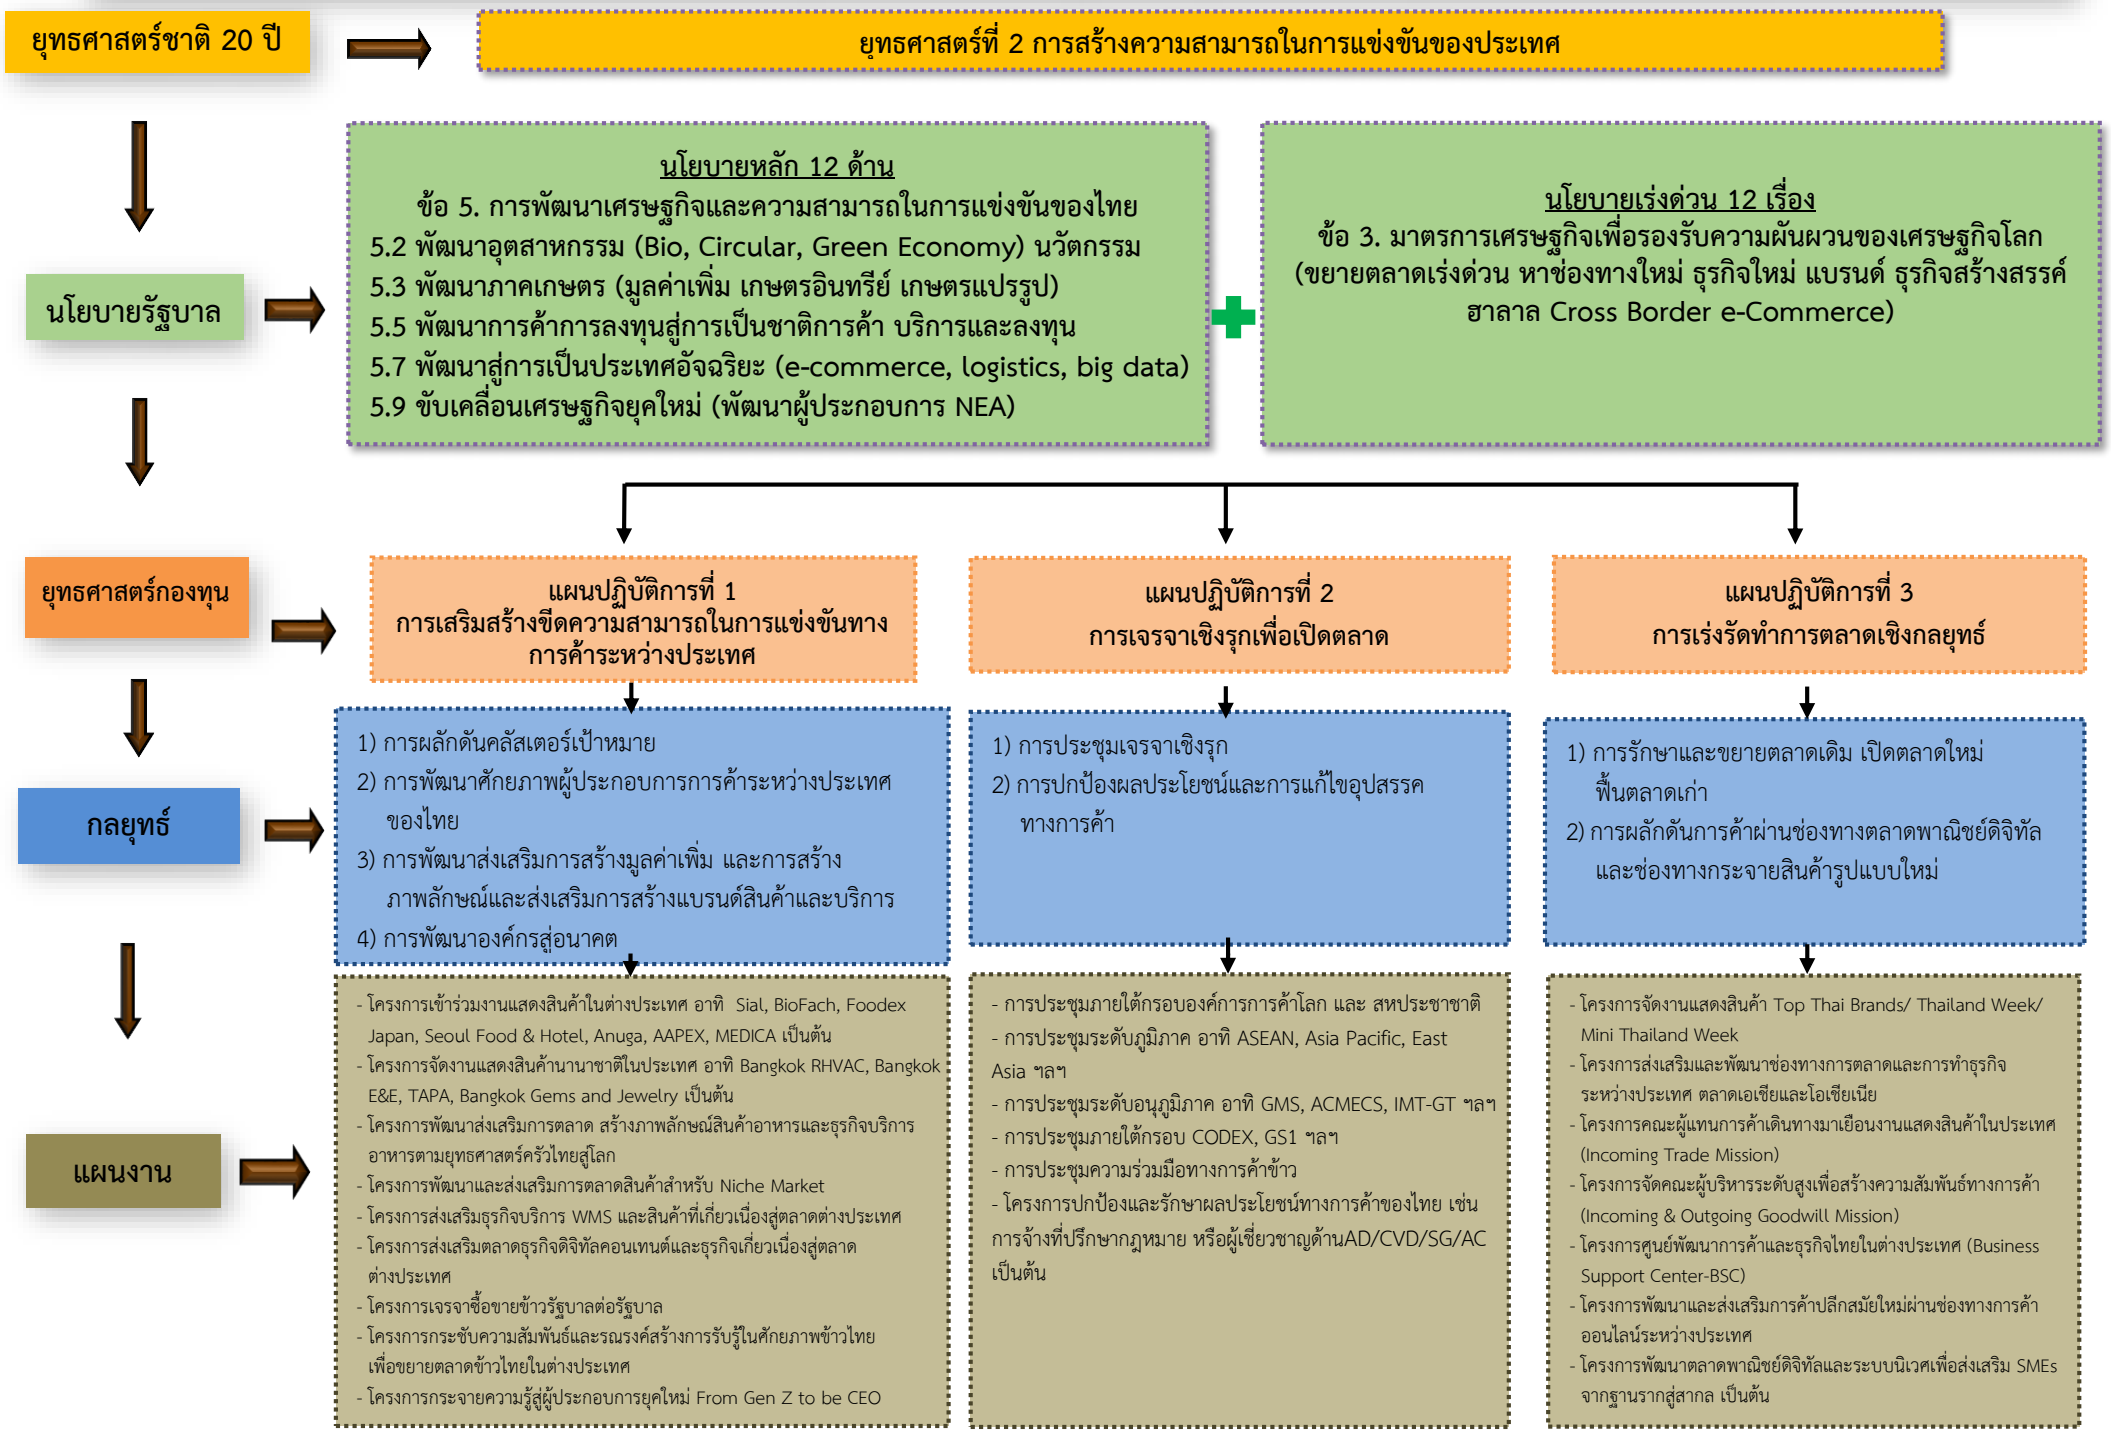 ยุทธศาสตร์ชาติ 20 ปี
ยุทธศาสตร์ที่ 2 การสร้างความสามารถในการแข่งขันของประเทศ
นโยบายรัฐบาล
นโยบายหลัก 12 ด้าน
ข้อ 5. การพัฒนาเศรษฐกิจและความสามารถในการแข่งขันของไทย
5.2 พัฒนาอุตสาหกรรม (Bio, Circular, Green Economy) นวัตกรรม
5.3 พัฒนาภาคเกษตร (มูลค่าเพิ่ม เกษตรอินทรีย์ เกษตรแปรรูป)
5.5 พัฒนาการค้าการลงทุนสู่การเป็นชาติการค้า บริการและลงทุน
5.7 พัฒนาสู่การเป็นประเทศอัจฉริยะ (e-commerce, logistics, big data)
5.9 ขับเคลื่อนเศรษฐกิจยุคใหม่ (พัฒนาผู้ประกอบการ NEA)
นโยบายเร่งด่วน 12 เรื่อง
ข้อ 3. มาตรการเศรษฐกิจเพื่อรองรับความผันผวนของเศรษฐกิจโลก
(ขยายตลาดเร่งด่วน หาช่องทางใหม่ ธุรกิจใหม่ แบรนด์ ธุรกิจสร้างสรรค์
ฮาลาล Cross Border e-Commerce)
ยุทธศาสตร์กองทุน
แผนปฏิบัติการที่ 1
การเสริมสร้างขีดความสามารถในการแข่งขันทาง
การค้าระหว่างประเทศ
แผนปฏิบัติการที่ 2
การเจรจาเชิงรุกเพื่อเปิดตลาด
แผนปฏิบัติการที่ 3
การเร่งรัดทำการตลาดเชิงกลยุทธ์
กลยุทธ์
1) การผลักดันคลัสเตอร์เป้าหมาย
2) การพัฒนาศักยภาพผู้ประกอบการการค้าระหว่างประเทศ
ของไทย
3) การพัฒนาส่งเสริมการสร้างมูลค่าเพิ่ม และการสร้าง
ภาพลักษณ์และส่งเสริมการสร้างแบรนด์สินค้าและบริการ
4) การพัฒนาองค์กรสู่อนาคต
1) การประชุมเจรจาเชิงรุก
2) การปกป้องผลประโยชน์และการแก้ไขอุปสรรค
ทางการค้า
1) การรักษาและขยายตลาดเดิม เปิดตลาดใหม่
ฟื้นตลาดเก่า
2) การผลักดันการค้าผ่านช่องทางตลาดพาณิชย์ดิจิทัล
และช่องทางกระจายสินค้ารูปแบบใหม่
แผนงาน
- โครงการเข้าร่วมงานแสดงสินค้าในต่างประเทศ อาทิ Sial, BioFach, Foodex
Japan, Seoul Food & Hotel, Anuga, AAPEX, MEDICA เป็นต้น
- โครงการจัดงานแสดงสินค้านานาชาติในประเทศ อาทิ Bangkok RHVAC, Bangkok
E&E, TAPA, Bangkok Gems and Jewelry เป็นต้น
- โครงการพัฒนาส่งเสริมการตลาด สร้างภาพลักษณ์สินค้าอาหารและธุรกิจบริการ
อาหารตามยุทธศาสตร์ครัวไทยสู่โลก
- โครงการพัฒนาและส่งเสริมการตลาดสินค้าสำหรับ Niche Market
- โครงการส่งเสริมธุรกิจบริการ WMS และสินค้าที่เกี่ยวเนื่องสู่ตลาดต่างประเทศ
- โครงการส่งเสริมตลาดธุรกิจดิจิทัลคอนเทนต์และธุรกิจเกี่ยวเนื่องสู่ตลาด
ต่างประเทศ
- โครงการเจรจาซื้อขายข้าวรัฐบาลต่อรัฐบาล
- โครงการกระชับความสัมพันธ์และรณรงค์สร้างการรับรู้ในศักยภาพข้าวไทย
เพื่อขยายตลาดข้าวไทยในต่างประเทศ
- โครงการกระจายความรู้สู่ผู้ประกอบการยุคใหม่ From Gen Z to be CEO
- การประชุมภายใต้กรอบองค์การการค้าโลก และ สหประชาชาติ
- การประชุมระดับภูมิภาค อาทิ ASEAN, Asia Pacific, East
Asia ฯลฯ
- การประชุมระดับอนุภูมิภาค อาทิ GMS, ACMECS, IMT-GT ฯลฯ
- การประชุมภายใต้กรอบ CODEX, GS1 ฯลฯ
- การประชุมความร่วมมือทางการค้าข้าว
- โครงการปกป้องและรักษาผลประโยชน์ทางการค้าของไทย เช่น
การจ้างที่ปรึกษากฎหมาย หรือผู้เชี่ยวชาญด้านAD/CVD/SG/AC
เป็นต้น
- โครงการจัดงานแสดงสินค้า Top Thai Brands/ Thailand Week/
Mini Thailand Week
- โครงการส่งเสริมและพัฒนาช่องทางการตลาดและการทำธุรกิจ
ระหว่างประเทศ ตลาดเอเชียและโอเชียเนีย
- โครงการคณะผู้แทนการค้าเดินทางมาเยือนงานแสดงสินค้าในประเทศ
(Incoming Trade Mission)
- โครงการจัดคณะผู้บริหารระดับสูงเพื่อสร้างความสัมพันธ์ทางการค้า
(Incoming & Outgoing Goodwill Mission)
- โครงการศูนย์พัฒนาการค้าและธุรกิจไทยในต่างประเทศ (Business
Support Center-BSC)
- โครงการพัฒนาและส่งเสริมการค้าปลีกสมัยใหม่ผ่านช่องทางการค้า
ออนไลน์ระหว่างประเทศ
- โครงการพัฒนาตลาดพาณิชย์ดิจิทัลและระบบนิเวศเพื่อส่งเสริม SMEs
จากฐานรากสู่สากล เป็นต้น